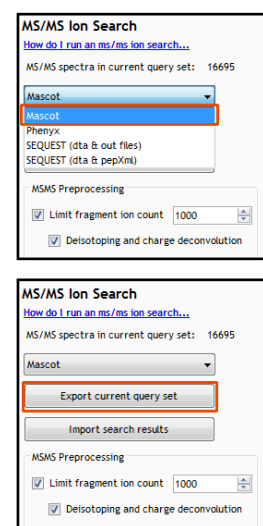 MS/MS Ion Search
How do I run an ms/ms ion search...
MS/MS spectra in current query set: 16695
Mascot
Mascot
Phenyx
SEQUEST (dta & out files)
SEQUEST (dta & pepXml)
MSMS Preprocessing
Limit fragment ion count 1000
Deisotoping and charge deconvolution
MS/MS Ion Search
How do I run an ms/ms ion search...
MS/MS spectra in current query set: 16695
Mascot
Export current query set
Import search results
MSMS Preprocessing
Limit fragment ion count 1000
Deisotoping and charge deconvolution